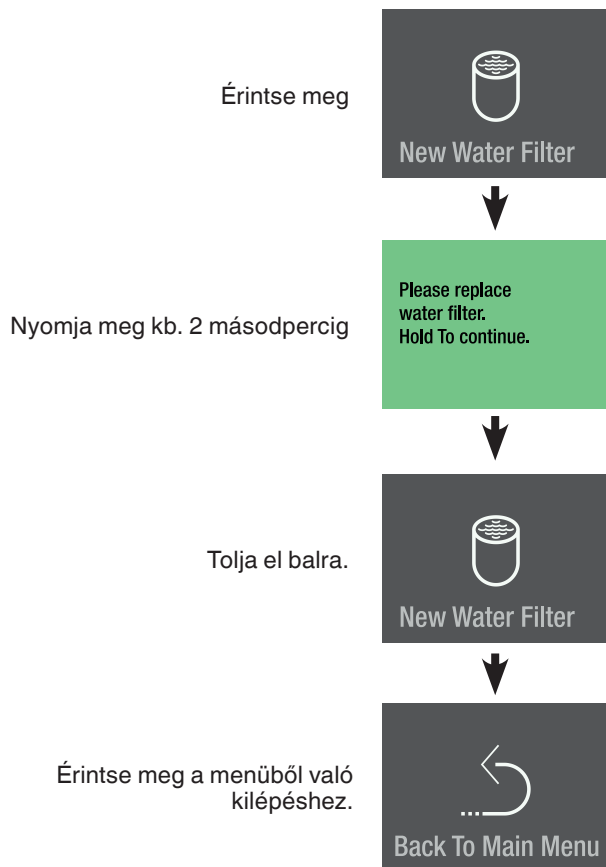 Érintse meg
New Water Filter
Nyomja meg kb. 2 másodpercig
Please replace
water filter.
Hold To continue.
Tolja el balra.
New Water Filter
Érintse meg a menüből való
kilépéshez.
Back To Main Menu